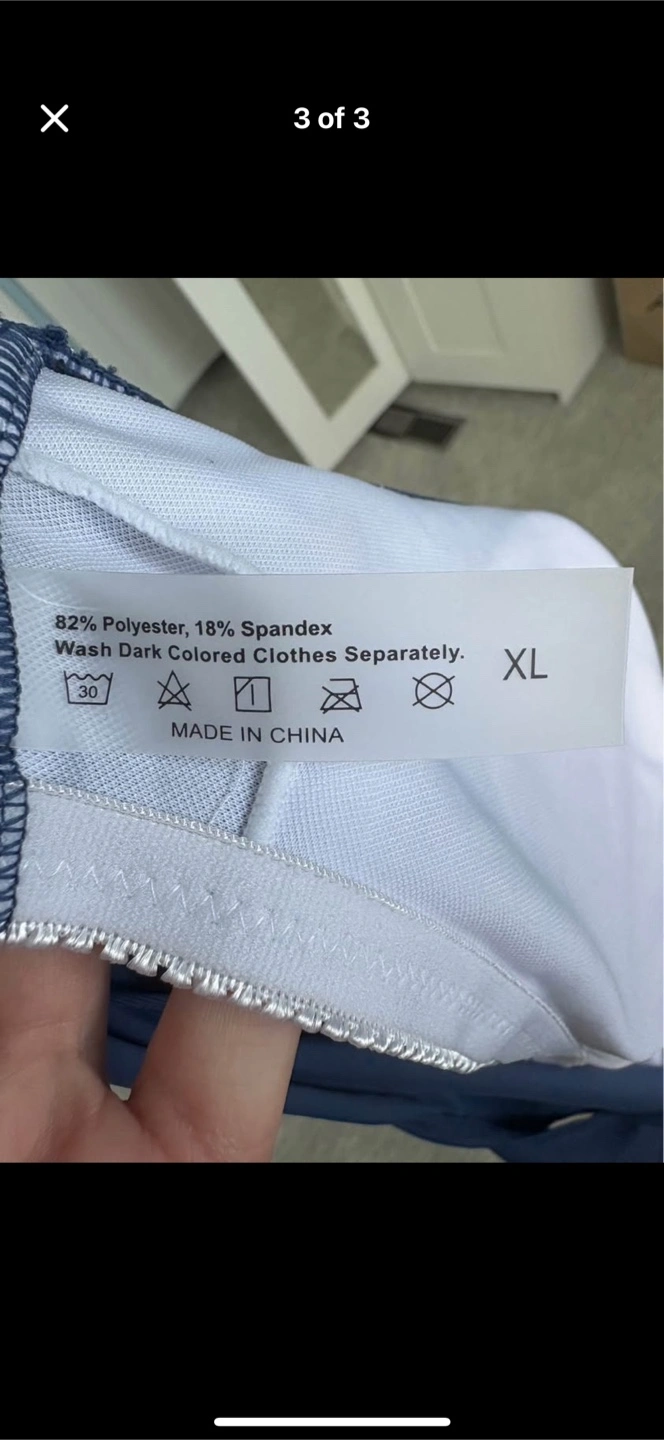 3 of 3
82% Polyester, 18% Spandex
Wash Dark Colored Clothes Separately.
XL
30
MADE IN CHINA